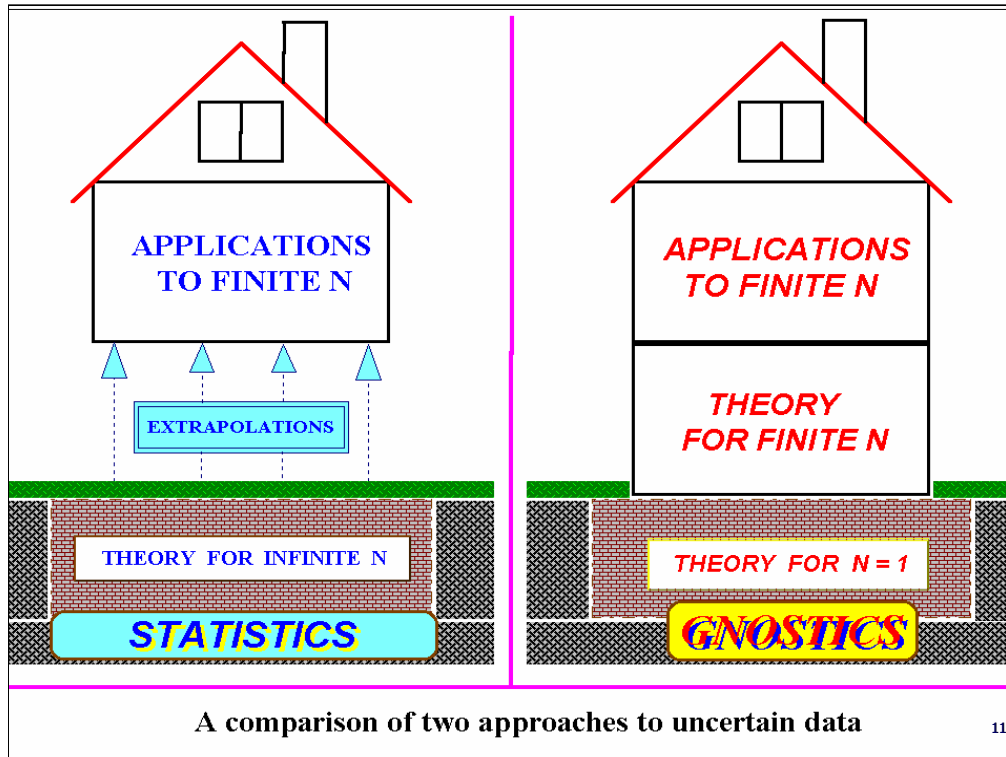 APPLICATIONS
TO FINITE N
EXTRAPOLATIONS
THEORY FOR INFINITE N
STATISTICS
APPLICATIONS
TO FINITE N
THEORY
FOR FINITE N
THEORY FOR N = 1
GNOSTICS
A comparison of two approaches to uncertain data
11